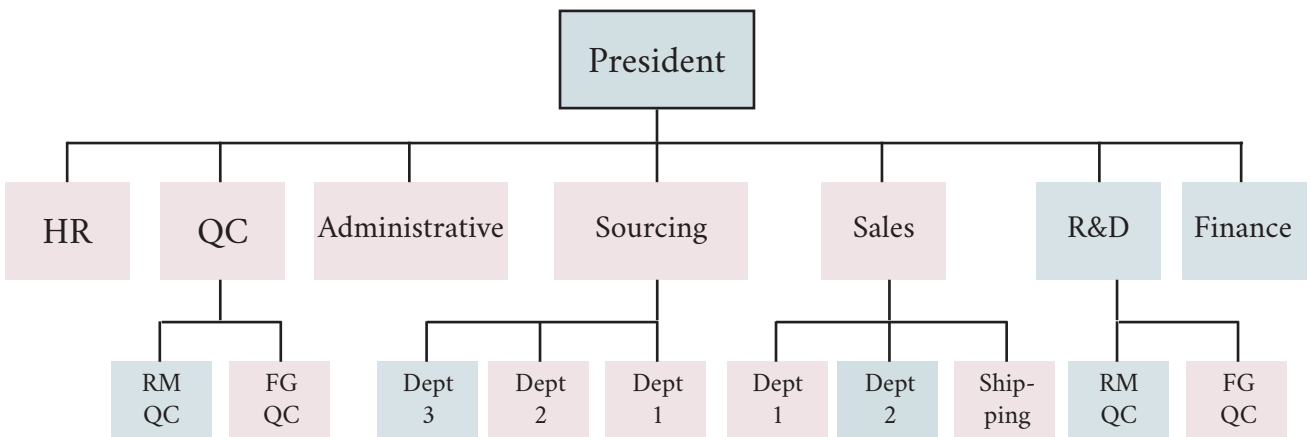 President
HR
QC
Administrative
Sourcing
Sales
R&D
Finance
RM
QC
FG
QC
Dept
3
Dept
2
Dept
1
Dept
1
Dept
2
Ship-
ping
RM
QC
FG
QC